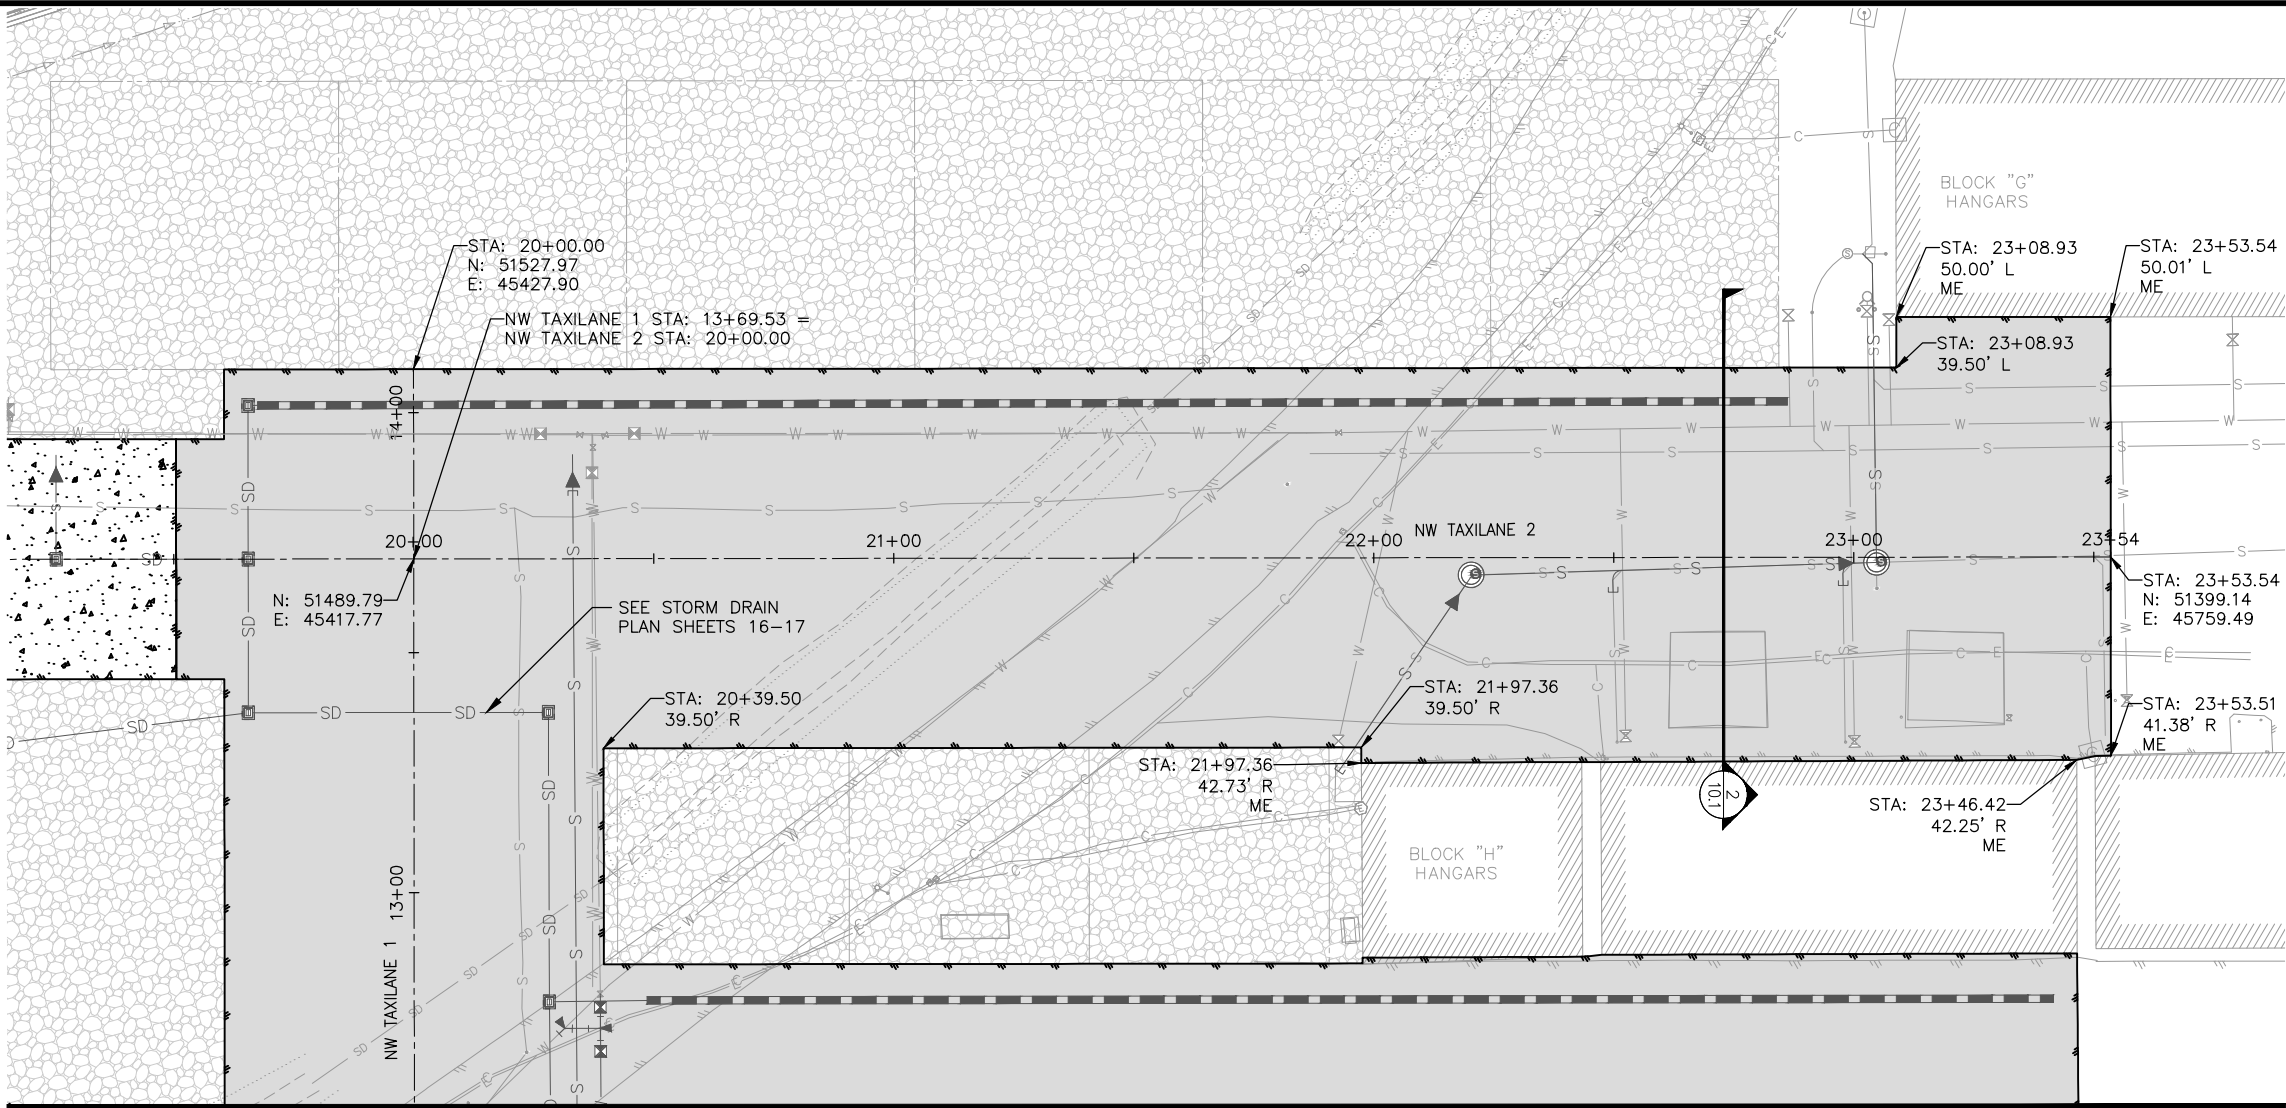 BLOCK "G"
HANGARS
STA: 20+00.00
N: 51527.97
E: 45427.90
STA: 23+08.93
50.00' L
ME
STA: 23+53.54
50.01' L
ME
NW TAXILANE 1 STA: 13+69.53 =
NW TAXILANE 2 STA: 20+00.00
STA: 23+08.93
39.50' L
14+00
20+00
21+00
22+00
NW TAXILANE 2
23+00
23+54
N: 51489.79
E: 45417.77
SEE STORM DRAIN
PLAN SHEETS 16-17
STA: 23+53.54
N: 51399.14
E: 45759.49
STA: 20+39.50
39.50' R
STA: 21+97.36
39.50' R
STA: 23+53.51
41.38' R
ME
STA: 21+97.36
42.73' R
ME
2
10.1
STA: 23+46.42
42.25' R
ME
BLOCK "H"
HANGARS
13+00
NW TAXILANE 1